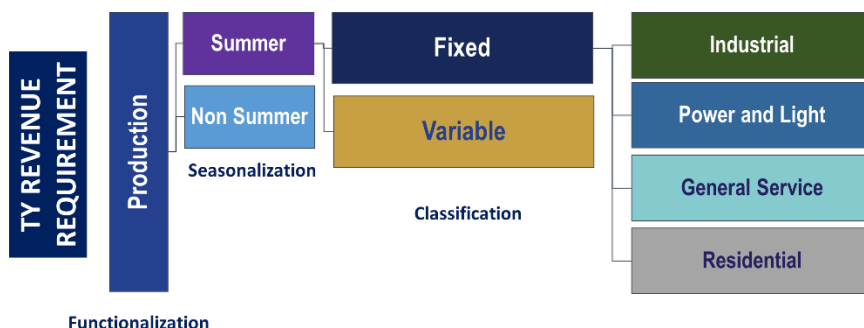 TY REVENUE
REQUIREMENT
Production
Summer
Non Summer
Seasonalization
Fixed
Variable
Classification
Industrial
Power and Light
General Service
Residential
Functionalization